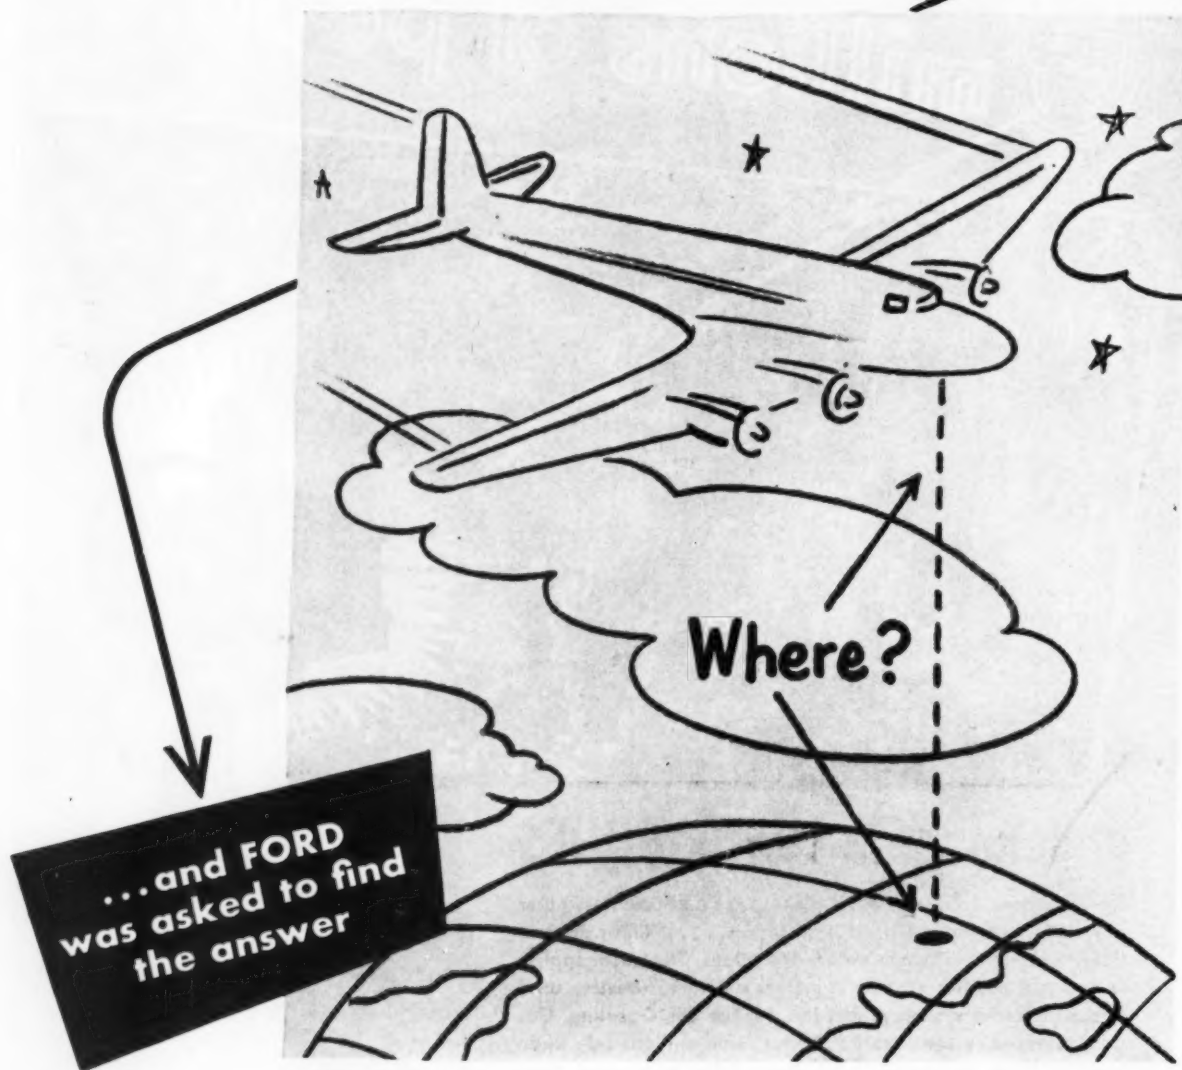 Where?
...and FORD
was asked to find
the answer